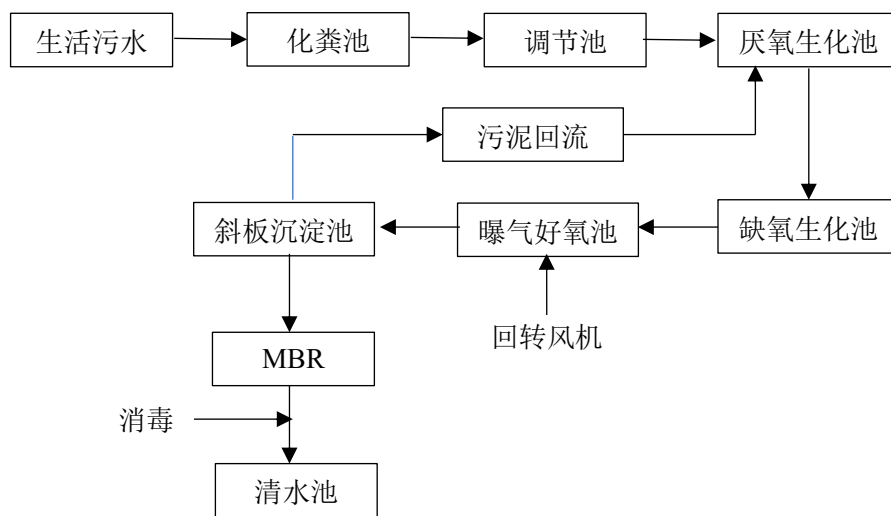 生活污水
化粪池
调节池
厌氧生化池
污泥回流
斜板沉淀池
曝气好氧池
缺氧生化池
回转风机
MBR
消毒
清水池